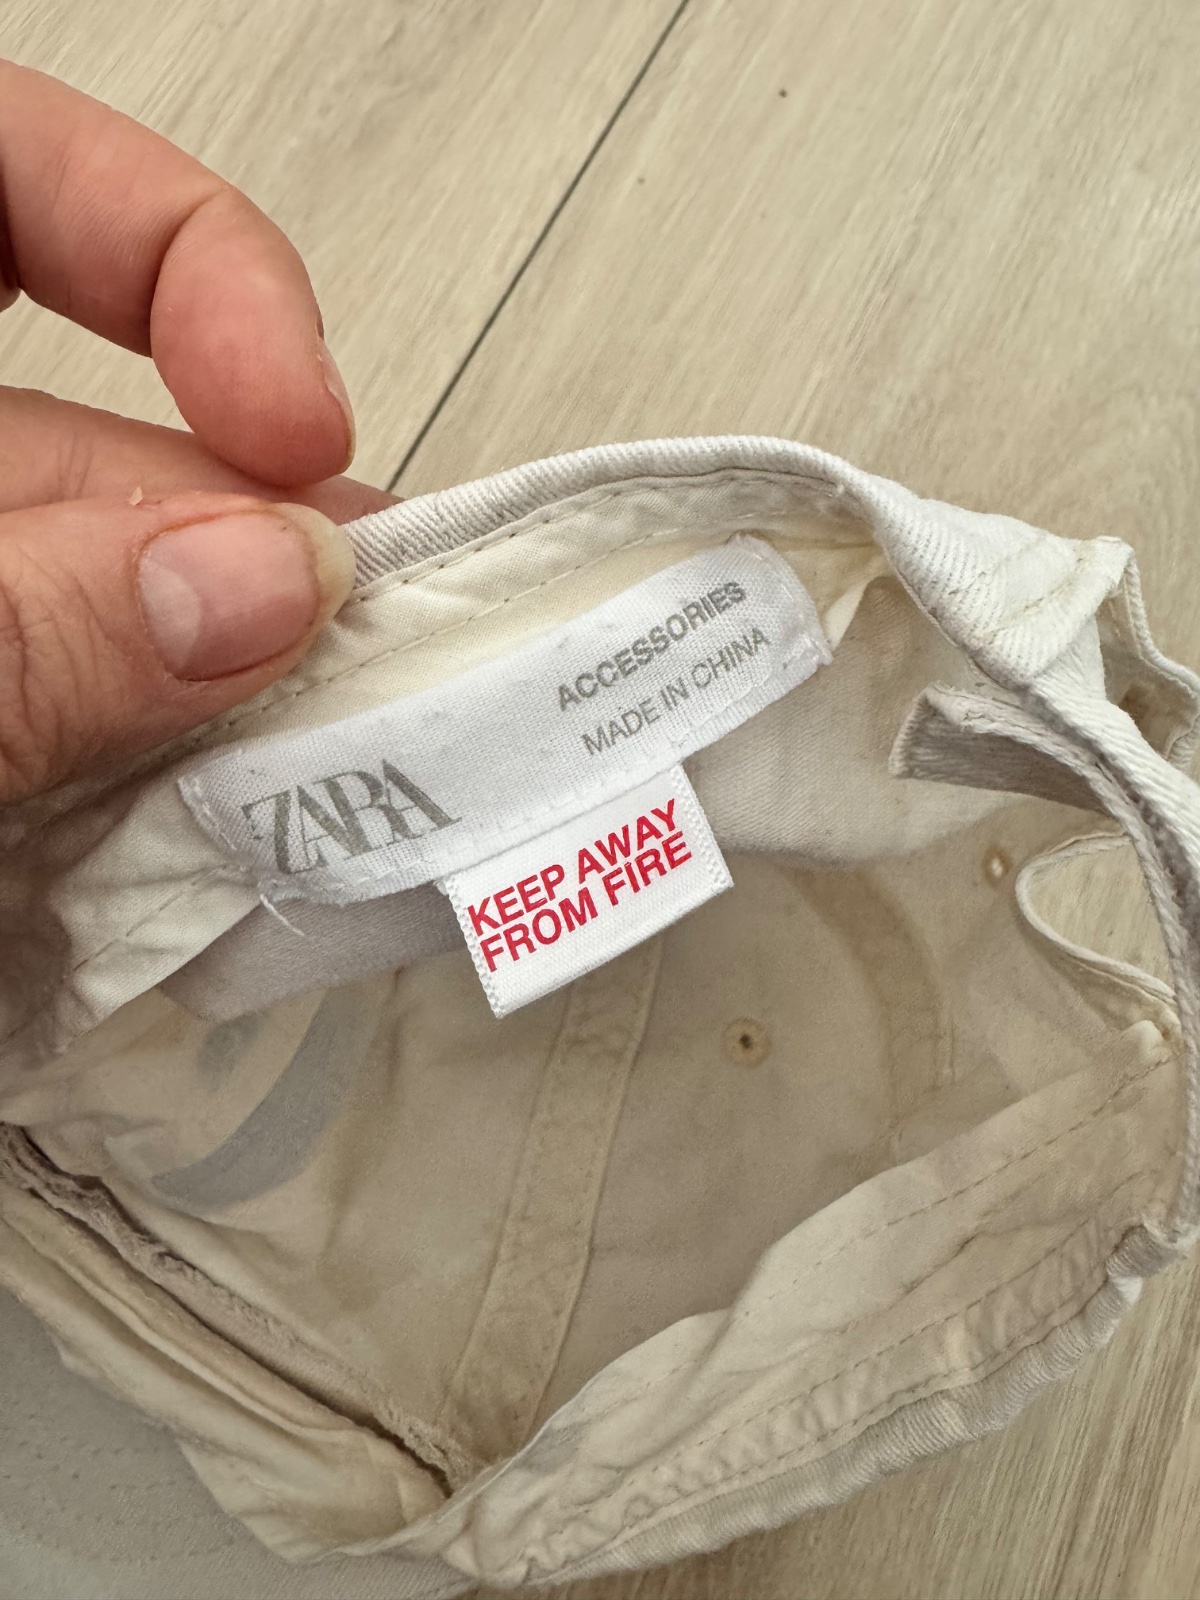 ZARA
ACCESSORIES
MADE IN CHINA
KEEP AWAY
FROM FIRE